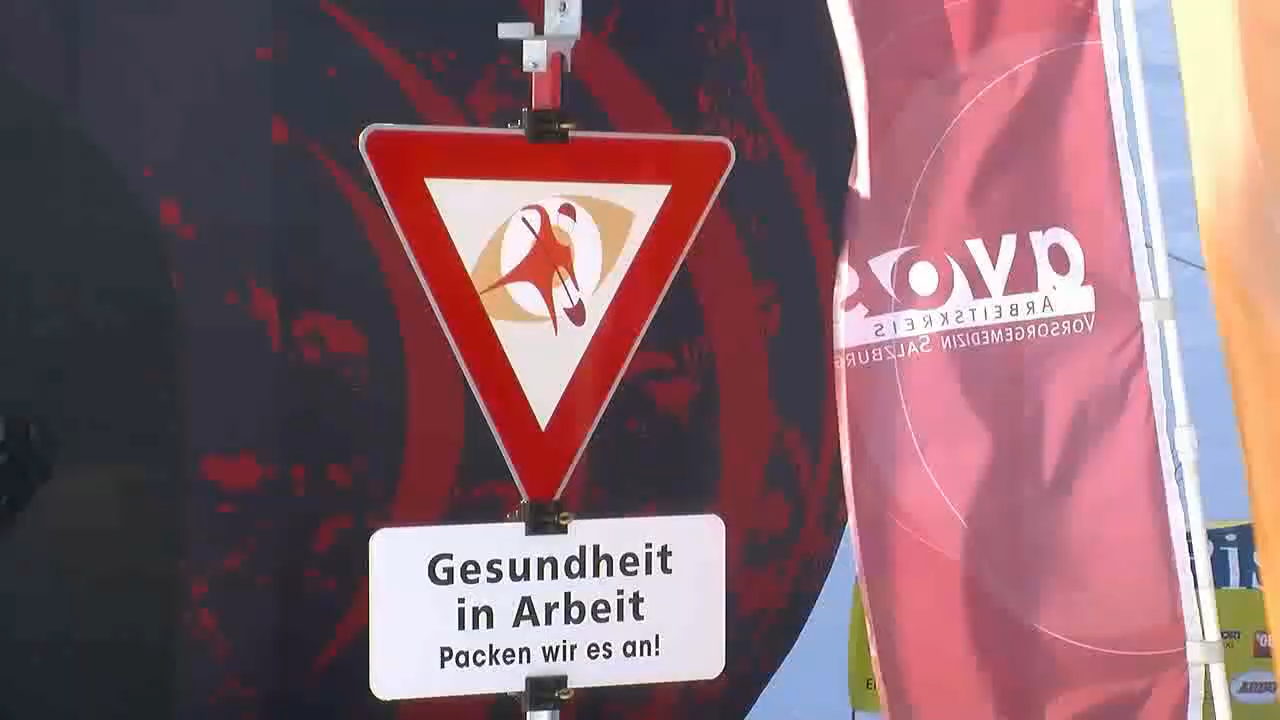 Gesundheit
in Arbeit
Packen wir es an!
avos
ARBEITSKREIS
VORSORGEMEDIZIN SALZBURG